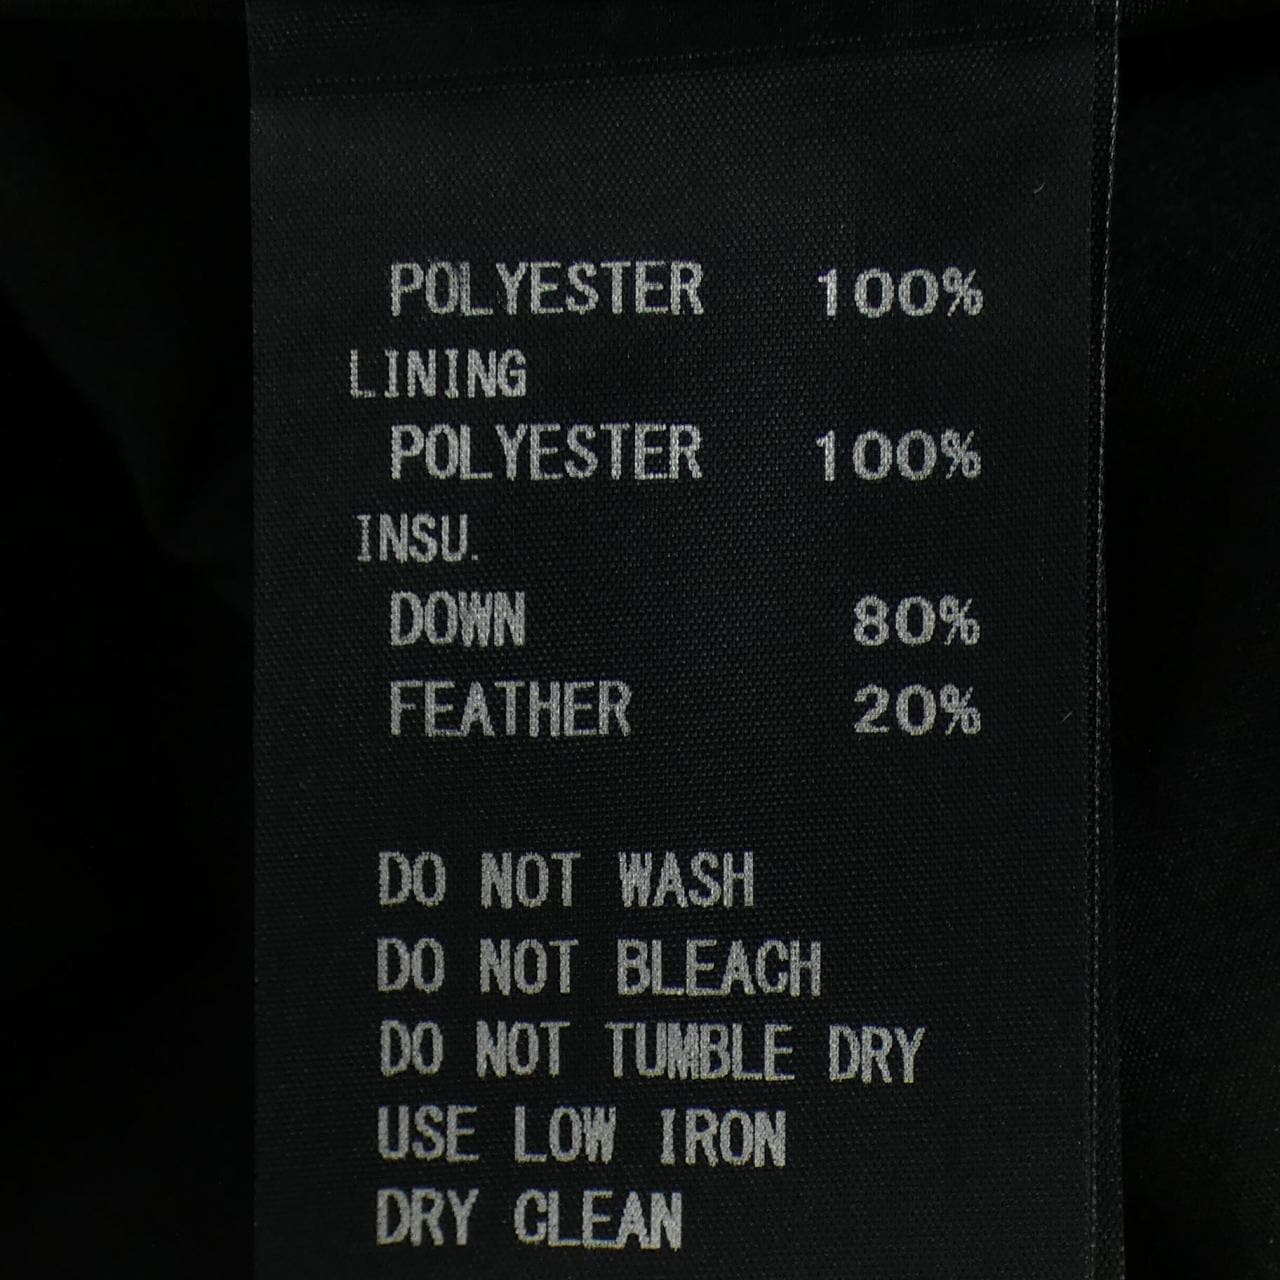 POLYESTER 100%
LINING
POLYESTER 100%
INSU.
DOWN 80%
FEATHER 20%
DO NOT WASH
DO NOT BLEACH
DO NOT TUMBLE DRY
USE LOW IRON
DRY CLEAN